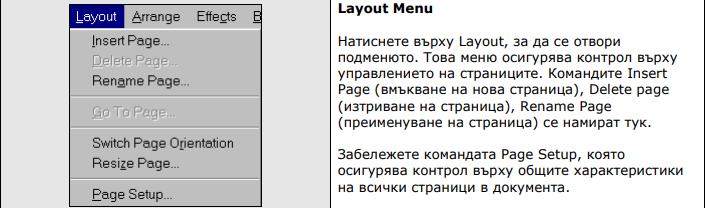 Layout Arrange Effects B
Insert Page...
Delete Page...
Rename Page...
Go To Page...
Switch Page Orientation
Resize Page...
Page Setup...
Layout Menu
Натиснете върху Layout, за да се отвори
подменюто. Това меню осигурява контрол върху
управлението на страниците. Командите Insert
Page (вмъкване на нова страница), Delete page
(изтриване на страница), Rename Page
(преименуване на страница) се намират тук.
Забележете командата Page Setup, която
осигурява контрол върху общите характеристики
на всички страници в документа.